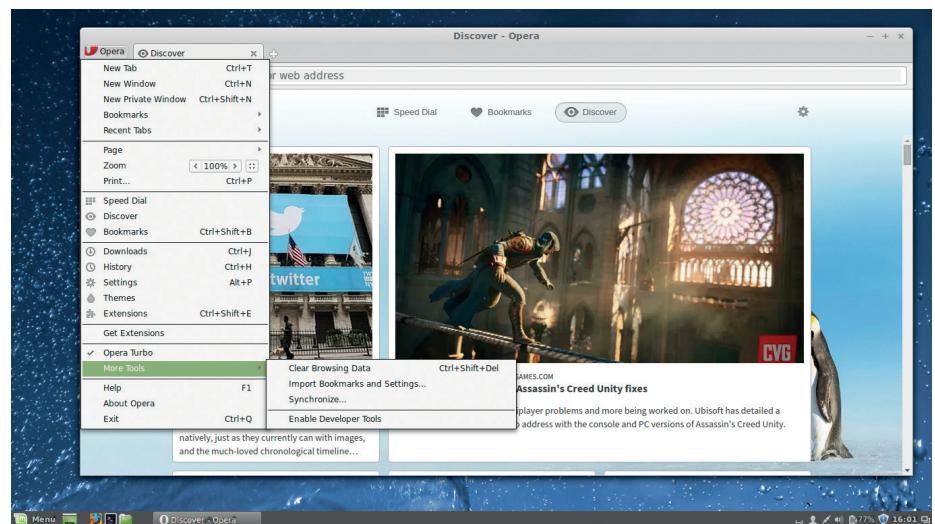 Discover - Opera
Opera
Discover
New Tab Ctrl+T
New Window Ctrl+N
New Private Window Ctrl+Shift+N
Bookmarks
Recent Tabs
Page
Zoom 100%
Print... Ctrl+P
Speed Dial
Discover
Bookmarks Ctrl+Shift+B
Downloads Ctrl+J
History Ctrl+H
Settings Alt+P
Themes
Extensions Ctrl+Shift+E
Get Extensions
Opera Turbo
More Tools
Help F1
About Opera
Exit Ctrl+Q
Clear Browsing Data Ctrl+Shift+Del
Import Bookmarks and Settings...
Synchronize...
Enable Developer Tools
or web address
Speed Dial
Bookmarks
Discover
twitter
CVG
AMES.COM
Assassin's Creed Unity fixes
iplayer problems and more being worked on. Ubisoft has detailed a
address with the console and PC versions of Assassin's Creed Unity.
natively, just as they currently can with images,
and the much-loved chronological timeline...
Menu
Discover - Opera
77%
16:01